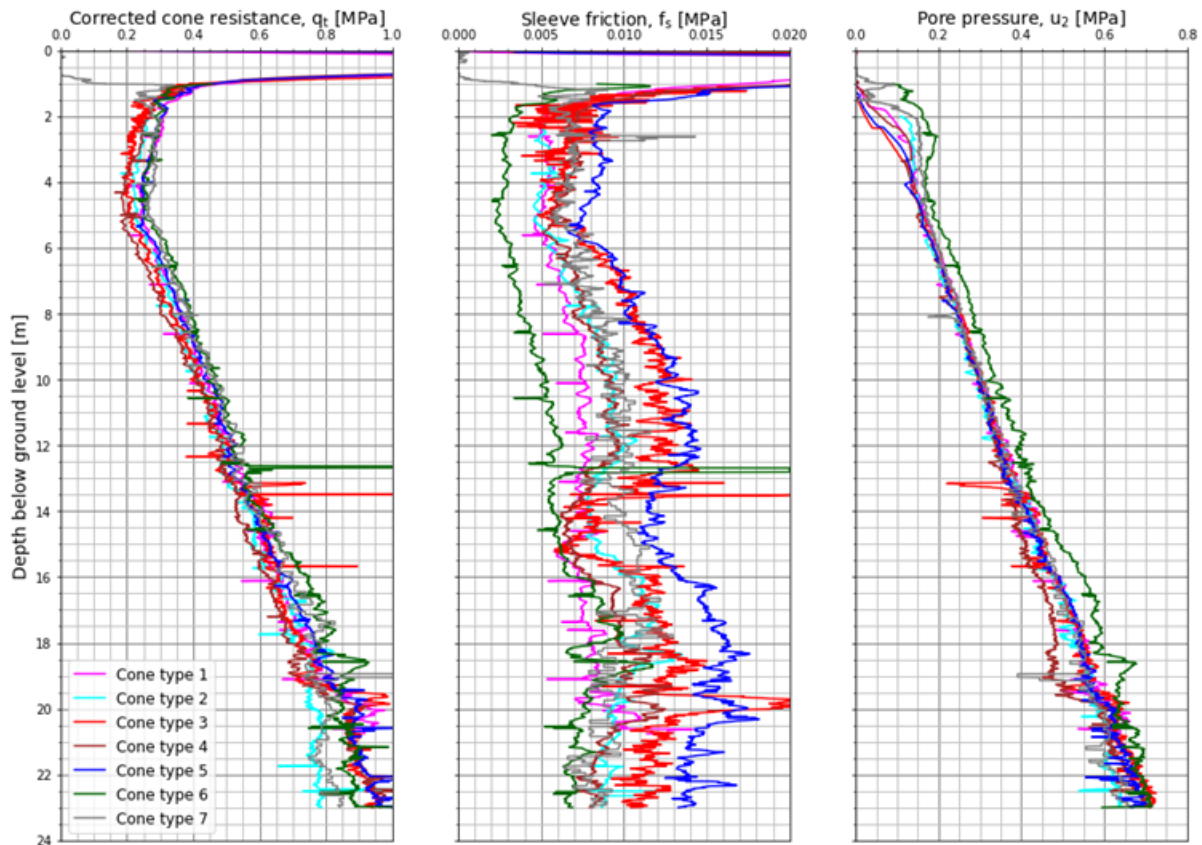 Corrected cone resistance, qt [MPa]
0.0 0.2 0.4 0.6 0.8 1.0
Sleeve friction, fs [MPa]
0.000 0.005 0.010 0.015 0.020
Pore pressure, u2 [MPa]
0.0 0.2 0.4 0.6 0.8
Depth below ground level [m]
0
2
4
6
8
10
12
14
16
18
20
22
24
Cone type 1
Cone type 2
Cone type 3
Cone type 4
Cone type 5
Cone type 6
Cone type 7